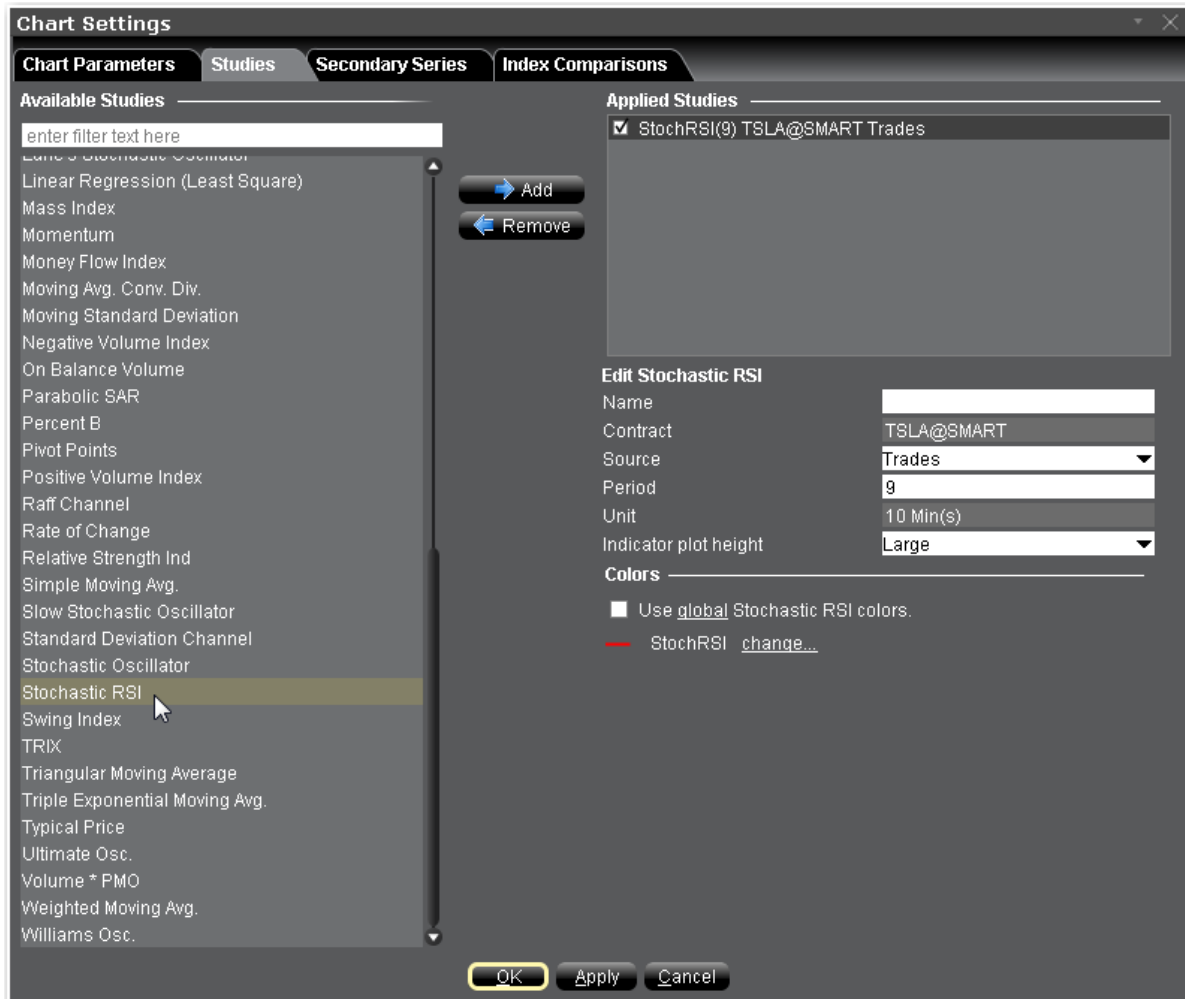 Chart Settings
Chart Parameters
Studies
Secondary Series
Index Comparisons
Available Studies
enter filter text here
Lane's Stochastic Oscillator
Linear Regression (Least Square)
Mass Index
Momentum
Money Flow Index
Moving Avg. Conv. Div.
Moving Standard Deviation
Negative Volume Index
On Balance Volume
Parabolic SAR
Percent B
Pivot Points
Positive Volume Index
Raff Channel
Rate of Change
Relative Strength Ind
Simple Moving Avg.
Slow Stochastic Oscillator
Standard Deviation Channel
Stochastic Oscillator
Stochastic RSI
Swing Index
TRIX
Triangular Moving Average
Triple Exponential Moving Avg.
Typical Price
Ultimate Osc.
Volume * PMO
Weighted Moving Avg.
Williams Osc.
Add
Remove
Applied Studies
StochRSI(9) TSLA@SMART Trades
Edit Stochastic RSI
Name
Contract TSLA@SMART
Source Trades
Period 9
Unit 10 Min(s)
Indicator plot height Large
Colors
Use global Stochastic RSI colors.
StochRSI change...
OK
Apply
Cancel